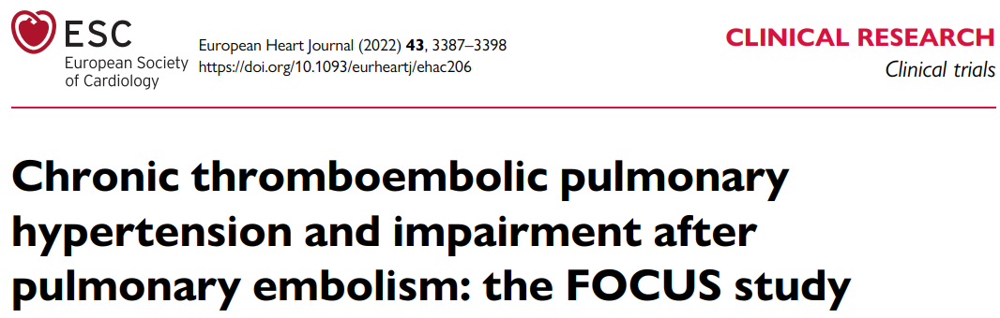 ESC
European Society
of Cardiology
European Heart Journal (2022) 43, 3387–3398
https://doi.org/10.1093/eurheartj/ehac206
CLINICAL RESEARCH
Clinical trials
Chronic thromboembolic pulmonary
hypertension and impairment after
pulmonary embolism: the FOCUS study